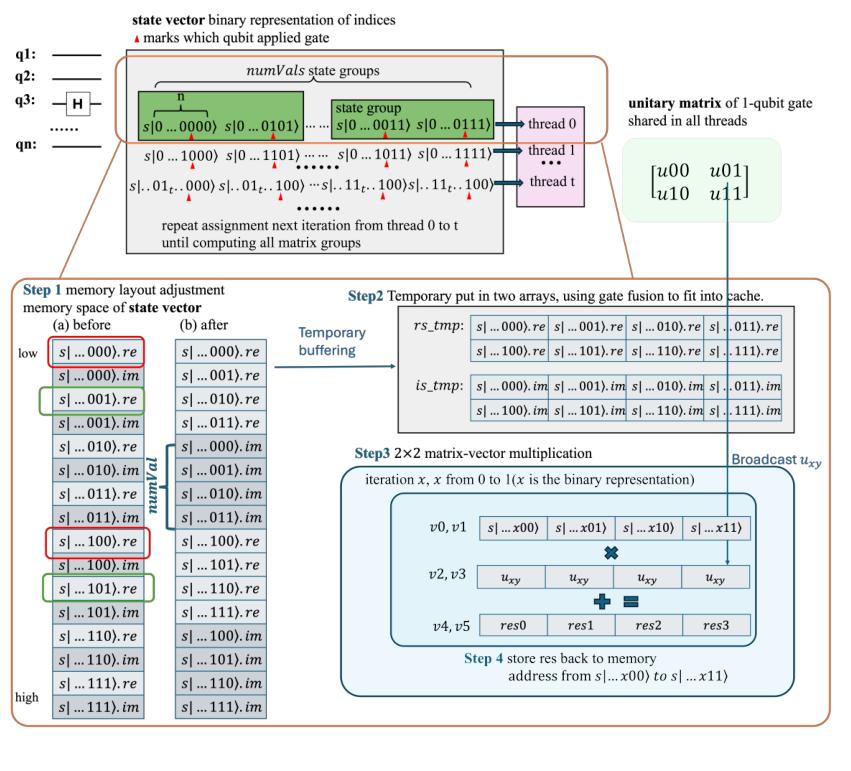 state vector binary representation of indices
▲ marks which qubit applied gate
q1:
q2:
q3: H
......
qn:
numVals state groups
n
state group
s|0 ...0000⟩ s|0 ...0101⟩ ...... s|0 ...0011⟩ s|0 ...0111⟩
thread 0
s|0 ...1000⟩ s|0 ...1101⟩ ...... s|0 ...1011⟩ s|0 ...1111⟩
thread 1
......
...
s|..01t..000⟩ s|..01t..100⟩ ...s|..11t..100⟩s|..11t..100⟩
thread t
......
repeat assignment next iteration from thread 0 to t
until computing all matrix groups
unitary matrix of 1-qubit gate
shared in all threads
u00 u01
u10 u11
Step 1 memory layout adjustment
memory space of state vector
(a) before (b) after
low
s| ...000⟩.re s| ...000⟩.re
s| ...000⟩.im s| ...001⟩.re
s| ...001⟩.re s| ...010⟩.re
s| ...001⟩.im s| ...011⟩.re
s| ...010⟩.re s| ...000⟩.im
s| ...010⟩.im s| ...001⟩.im
s| ...011⟩.re s| ...010⟩.im
s| ...011⟩.im s| ...011⟩.im
s| ...100⟩.re s| ...100⟩.re
s| ...100⟩.im s| ...101⟩.re
s| ...101⟩.re s| ...110⟩.re
s| ...101⟩.im s| ...111⟩.re
s| ...110⟩.re s| ...100⟩.im
s| ...110⟩.im s| ...101⟩.im
s| ...111⟩.re s| ...110⟩.im
s| ...111⟩.im s| ...111⟩.im
high
numVal
Temporary
buffering
Step2 Temporary put in two arrays, using gate fusion to fit into cache.
rs_tmp: s| ...000⟩.re s| ...001⟩.re s| ...010⟩.re s| ...011⟩.re
s| ...100⟩.re s| ...101⟩.re s| ...110⟩.re s| ...111⟩.re
is_tmp: s| ...000⟩.im s| ...001⟩.im s| ...010⟩.im s| ...011⟩.im
s| ...100⟩.im s| ...101⟩.im s| ...110⟩.im s| ...111⟩.im
Step3 2×2 matrix-vector multiplication
Broadcast uxy
iteration x, x from 0 to 1(x is the binary representation)
v0, v1 s| ...x00⟩ s| ...x01⟩ s| ...x10⟩ s| ...x11⟩
×
v2, v3 uxy uxy uxy uxy
+ =
v4, v5 res0 res1 res2 res3
Step 4 store res back to memory
address from s|...x00⟩ to s| ...x11⟩